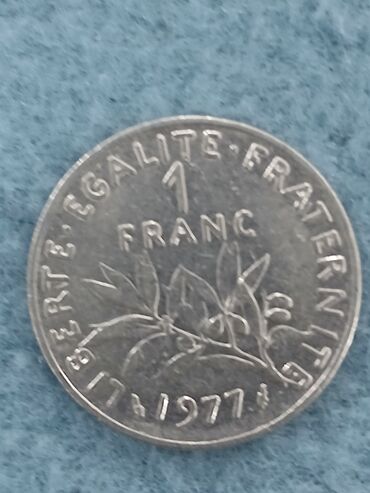 LIBERTE · EGALITE · FRATERNITE
1
FRANC
1977